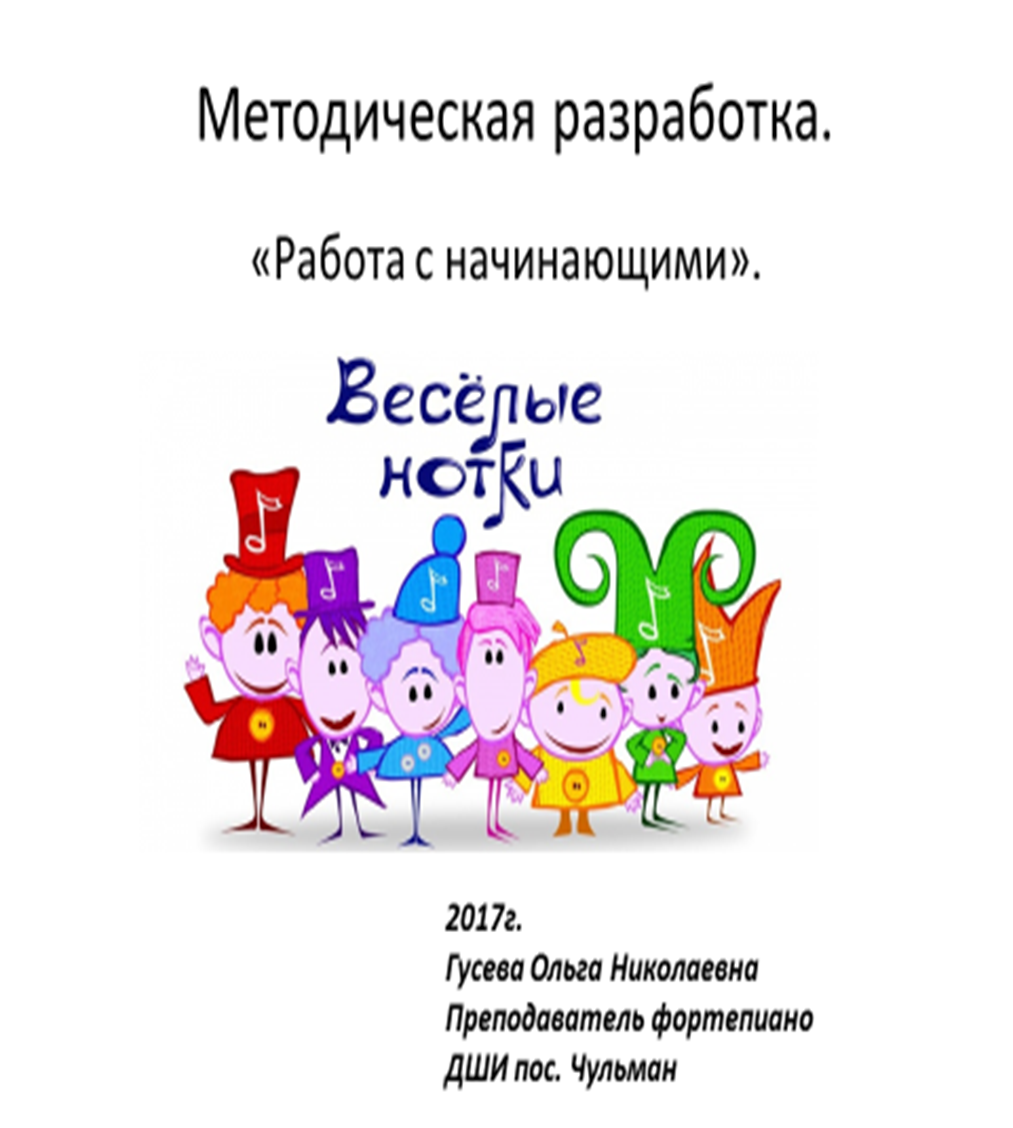 Методическая разработка.
«Работа с начинающими».
Весёлые
нотки
2017г.
Гусева Ольга Николаевна
Преподаватель фортепиано
ДШИ пос. Чульман